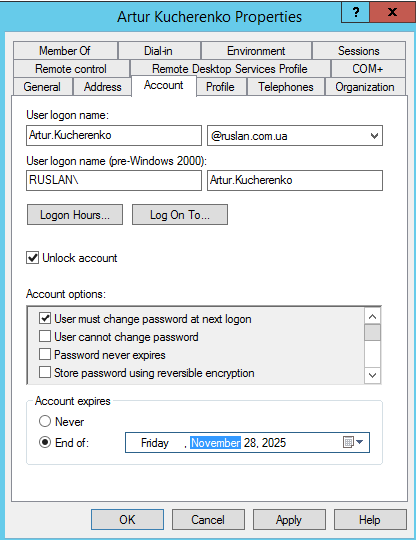 Artur Kucherenko Properties
? X
Member Of Dial-in Environment Sessions
Remote control Remote Desktop Services Profile COM+
General Address Account Profile Telephones Organization
User logon name:
Artur.Kucherenko @ruslan.com.ua
User logon name (pre-Windows 2000):
RUSLAN\ Artur.Kucherenko
Logon Hours... Log On To...
Unlock account
Account options:
User must change password at next logon
User cannot change password
Password never expires
Store password using reversible encryption
Account expires
Never
End of: Friday , November 28, 2025
OK Cancel Apply Help